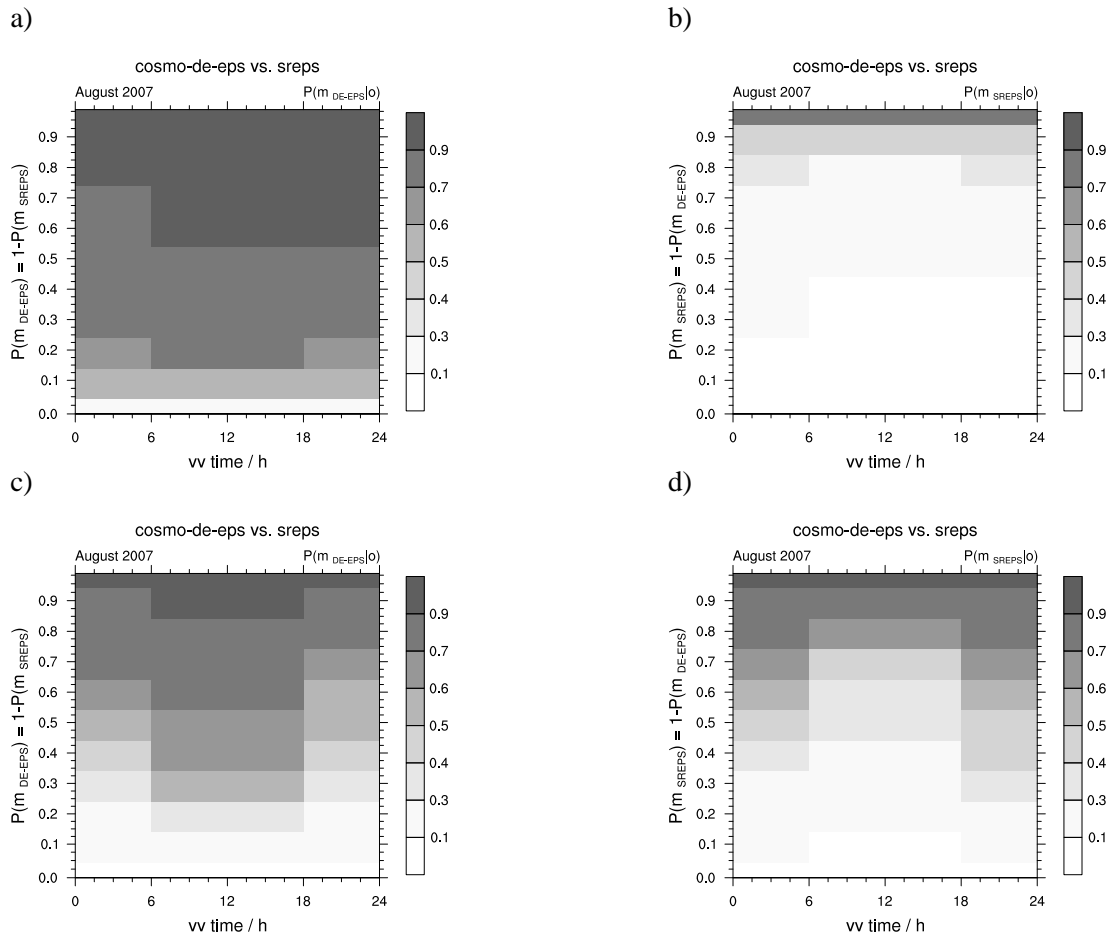 a)
cosmo-de-eps vs. sreps
August 2007 P(m DE-EPS|o)
P(m DE-EPS) = 1-P(m SREPS)
0.9
0.8
0.7
0.6
0.5
0.4
0.3
0.2
0.1
0.0
0 6 12 18 24
vv time / h
0.9
0.7
0.6
0.5
0.4
0.3
0.1
b)
cosmo-de-eps vs. sreps
August 2007 P(m SREPS|o)
P(m SREPS) = 1-P(m DE-EPS)
0.9
0.8
0.7
0.6
0.5
0.4
0.3
0.2
0.1
0.0
0 6 12 18 24
vv time / h
0.9
0.7
0.6
0.5
0.4
0.3
0.1
c)
cosmo-de-eps vs. sreps
August 2007 P(m DE-EPS|o)
P(m DE-EPS) = 1-P(m SREPS)
0.9
0.8
0.7
0.6
0.5
0.4
0.3
0.2
0.1
0.0
0 6 12 18 24
vv time / h
0.9
0.7
0.6
0.5
0.4
0.3
0.1
d)
cosmo-de-eps vs. sreps
August 2007 P(m SREPS|o)
P(m SREPS) = 1-P(m DE-EPS)
0.9
0.8
0.7
0.6
0.5
0.4
0.3
0.2
0.1
0.0
0 6 12 18 24
vv time / h
0.9
0.7
0.6
0.5
0.4
0.3
0.1